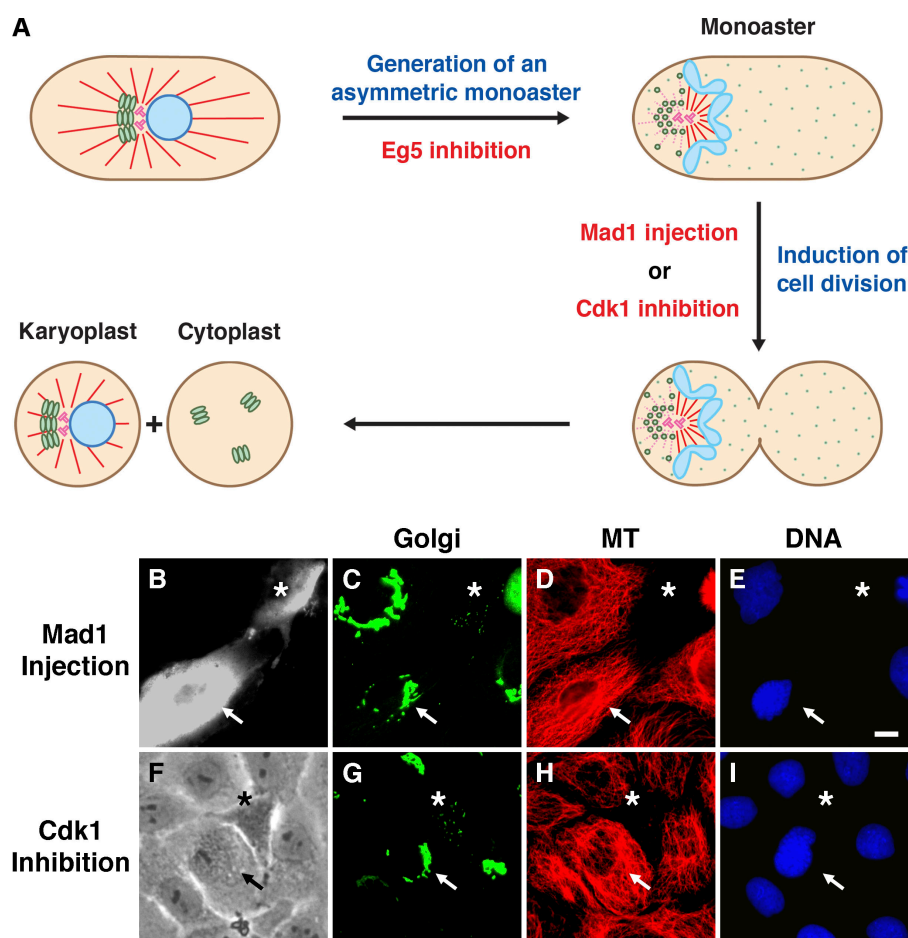 A
Monoaster
Generation of an
asymmetric monoaster
Eg5 inhibition
Mad1 injection
or
Cdk1 inhibition
Induction of
cell division
Karyoplast
Cytoplast
+
Golgi
MT
DNA
Mad1
Injection
B
*
C
*
D
*
E
*
Cdk1
Inhibition
F
*
G
*
H
*
I
*